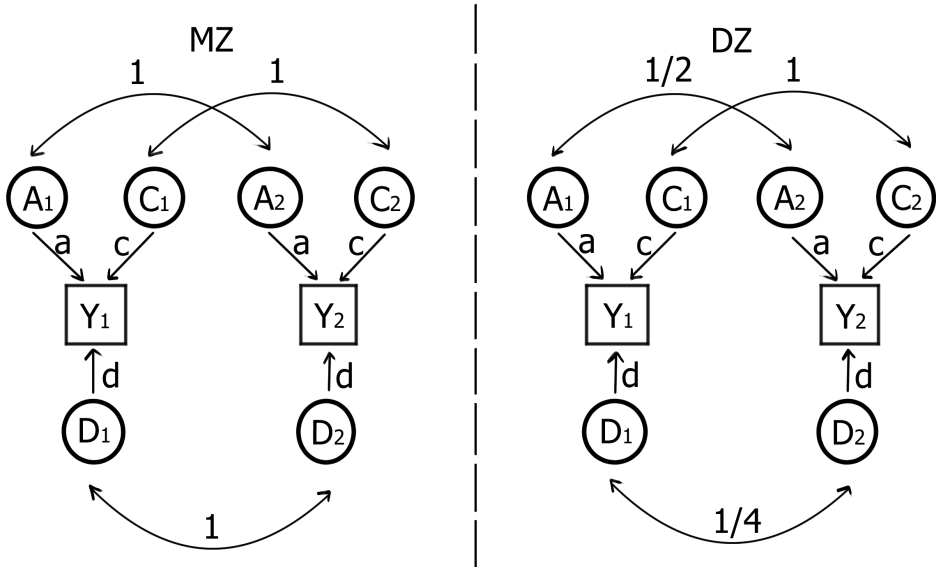 MZ DZ
1 1 1/2 1
A1 C1 A2 C2 A1 C1 A2 C2
a c a c a c a c
Y1 Y2 Y1 Y2
d d d d
D1 D2 D1 D2
1 1/4